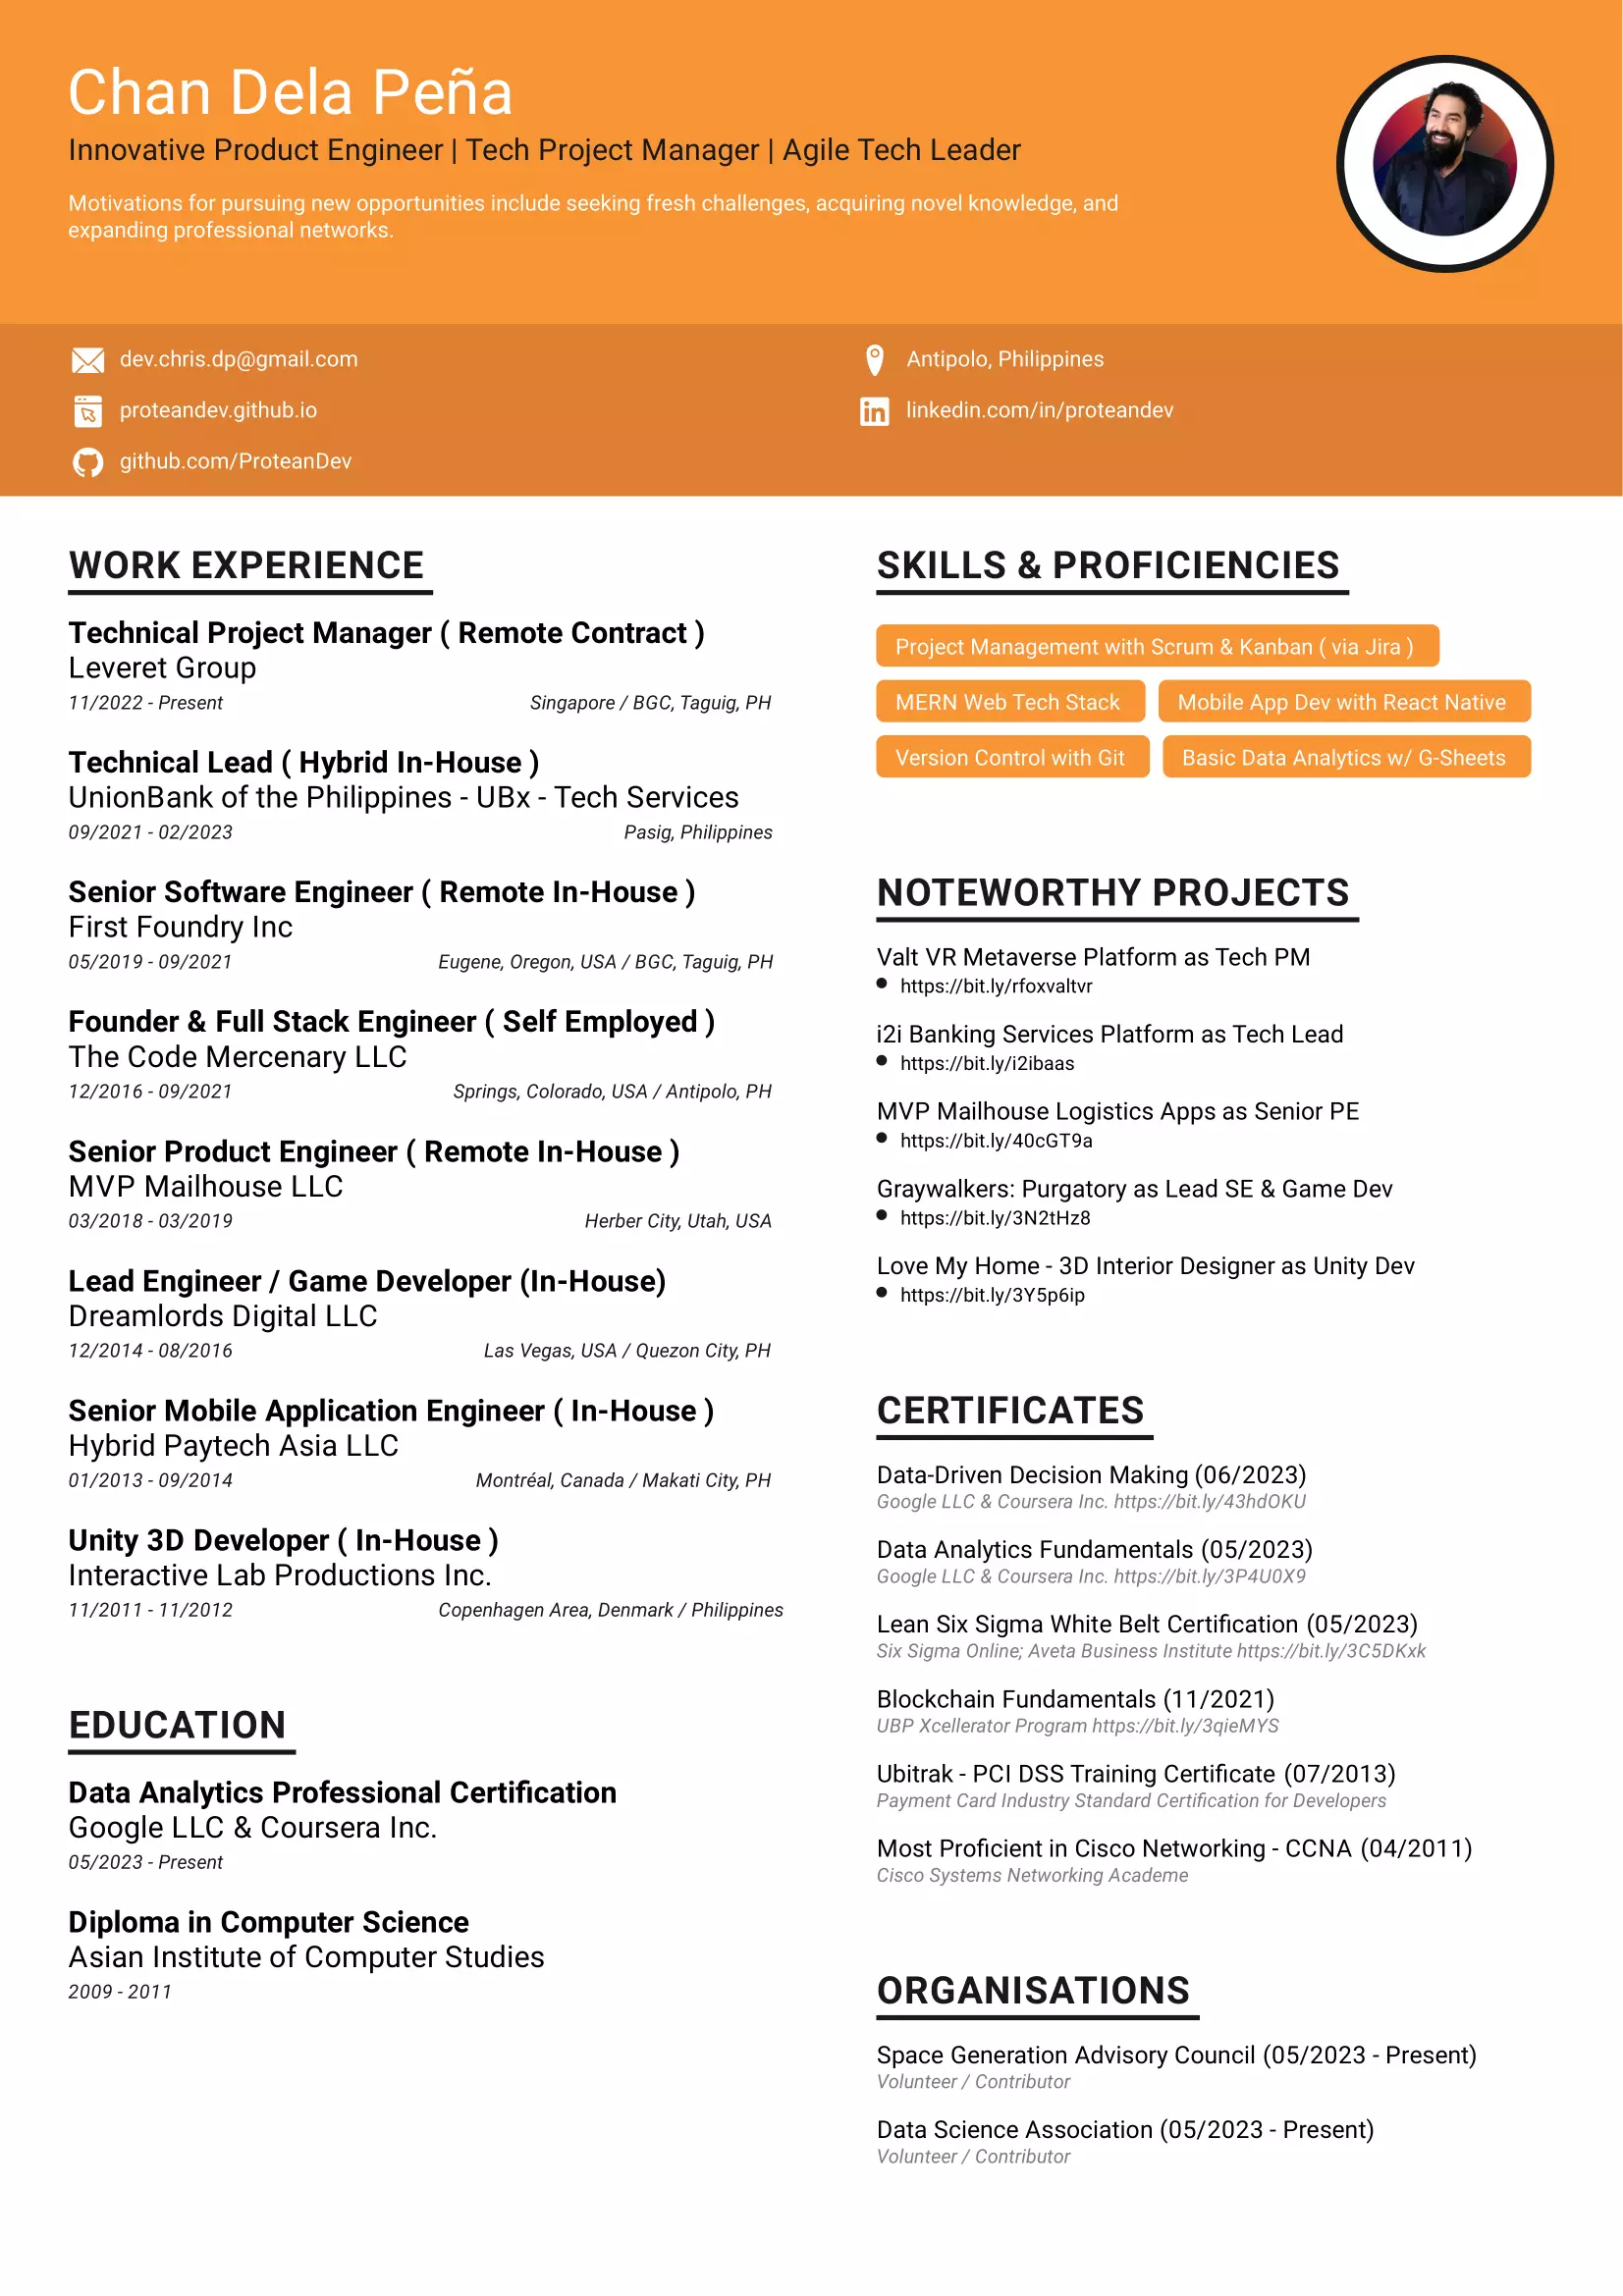 Chan Dela Peña
Innovative Product Engineer | Tech Project Manager | Agile Tech Leader
Motivations for pursuing new opportunities include seeking fresh challenges, acquiring novel knowledge, and
expanding professional networks.
dev.chris.dp@gmail.com
proteandev.github.io
github.com/ProteanDev
Antipolo, Philippines
linkedin.com/in/proteandev
WORK EXPERIENCE
Technical Project Manager ( Remote Contract )
Leveret Group
11/2022 - Present Singapore / BGC, Taguig, PH
Technical Lead ( Hybrid In-House )
UnionBank of the Philippines - UBx - Tech Services
09/2021 - 02/2023 Pasig, Philippines
Senior Software Engineer ( Remote In-House )
First Foundry Inc
05/2019 - 09/2021 Eugene, Oregon, USA / BGC, Taguig, PH
Founder & Full Stack Engineer ( Self Employed )
The Code Mercenary LLC
12/2016 - 09/2021 Springs, Colorado, USA / Antipolo, PH
Senior Product Engineer ( Remote In-House )
MVP Mailhouse LLC
03/2018 - 03/2019 Herber City, Utah, USA
Lead Engineer / Game Developer (In-House)
Dreamlords Digital LLC
12/2014 - 08/2016 Las Vegas, USA / Quezon City, PH
Senior Mobile Application Engineer ( In-House )
Hybrid Paytech Asia LLC
01/2013 - 09/2014 Montréal, Canada / Makati City, PH
Unity 3D Developer ( In-House )
Interactive Lab Productions Inc.
11/2011 - 11/2012 Copenhagen Area, Denmark / Philippines
EDUCATION
Data Analytics Professional Certification
Google LLC & Coursera Inc.
05/2023 - Present
Diploma in Computer Science
Asian Institute of Computer Studies
2009 - 2011
SKILLS & PROFICIENCIES
Project Management with Scrum & Kanban ( via Jira )
MERN Web Tech Stack
Mobile App Dev with React Native
Version Control with Git
Basic Data Analytics w/ G-Sheets
NOTEWORTHY PROJECTS
Valt VR Metaverse Platform as Tech PM
https://bit.ly/rfoxvaltvr
i2i Banking Services Platform as Tech Lead
https://bit.ly/i2ibaas
MVP Mailhouse Logistics Apps as Senior PE
https://bit.ly/40cGT9a
Graywalkers: Purgatory as Lead SE & Game Dev
https://bit.ly/3N2tHz8
Love My Home - 3D Interior Designer as Unity Dev
https://bit.ly/3Y5p6ip
CERTIFICATES
Data-Driven Decision Making (06/2023)
Google LLC & Coursera Inc. https://bit.ly/43hdOKU
Data Analytics Fundamentals (05/2023)
Google LLC & Coursera Inc. https://bit.ly/3P4U0X9
Lean Six Sigma White Belt Certification (05/2023)
Six Sigma Online; Aveta Business Institute https://bit.ly/3C5DKxk
Blockchain Fundamentals (11/2021)
UBP Xcellerator Program https://bit.ly/3qieMYS
Ubitrak - PCI DSS Training Certificate (07/2013)
Payment Card Industry Standard Certification for Developers
Most Proficient in Cisco Networking - CCNA (04/2011)
Cisco Systems Networking Academe
ORGANISATIONS
Space Generation Advisory Council (05/2023 - Present)
Volunteer / Contributor
Data Science Association (05/2023 - Present)
Volunteer / Contributor